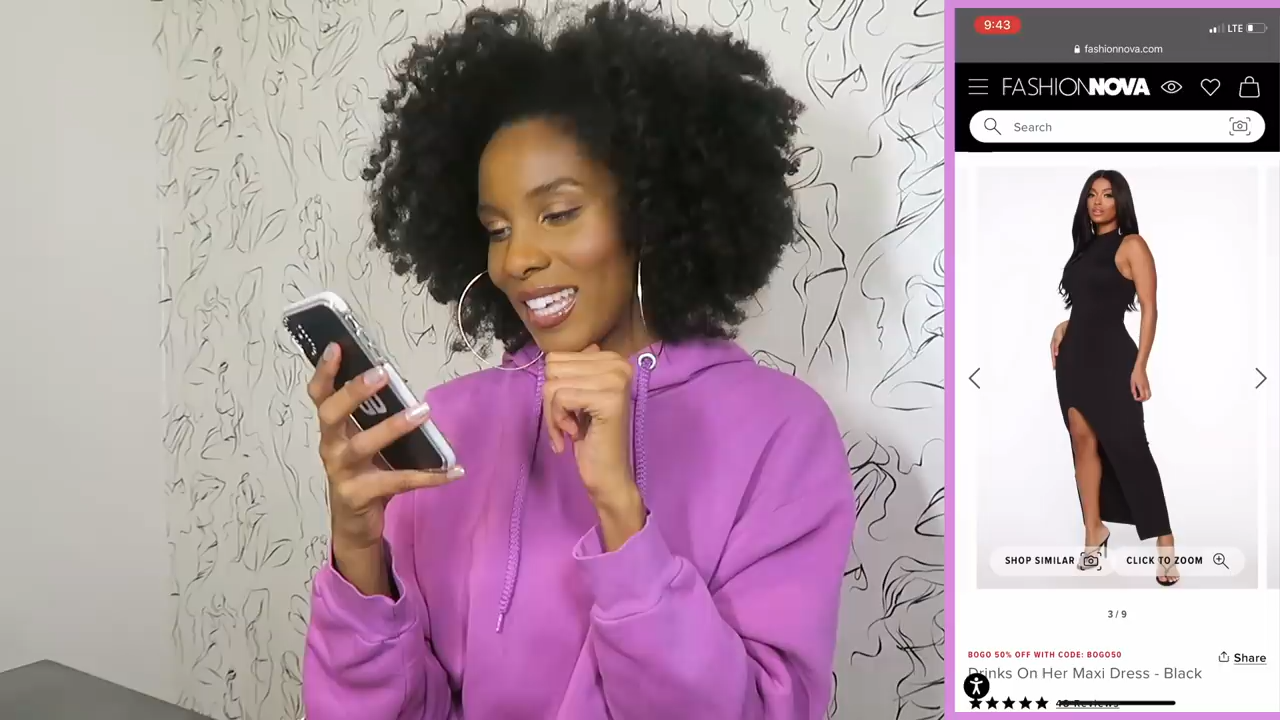 9:43
LTE
fashionnova.com
FASHIONNOVA
Search
SHOP SIMILAR
CLICK TO ZOOM
3 / 9
BOGO 50% OFF WITH CODE: BOGO50
Share
Drinks On Her Maxi Dress - Black
Reviews